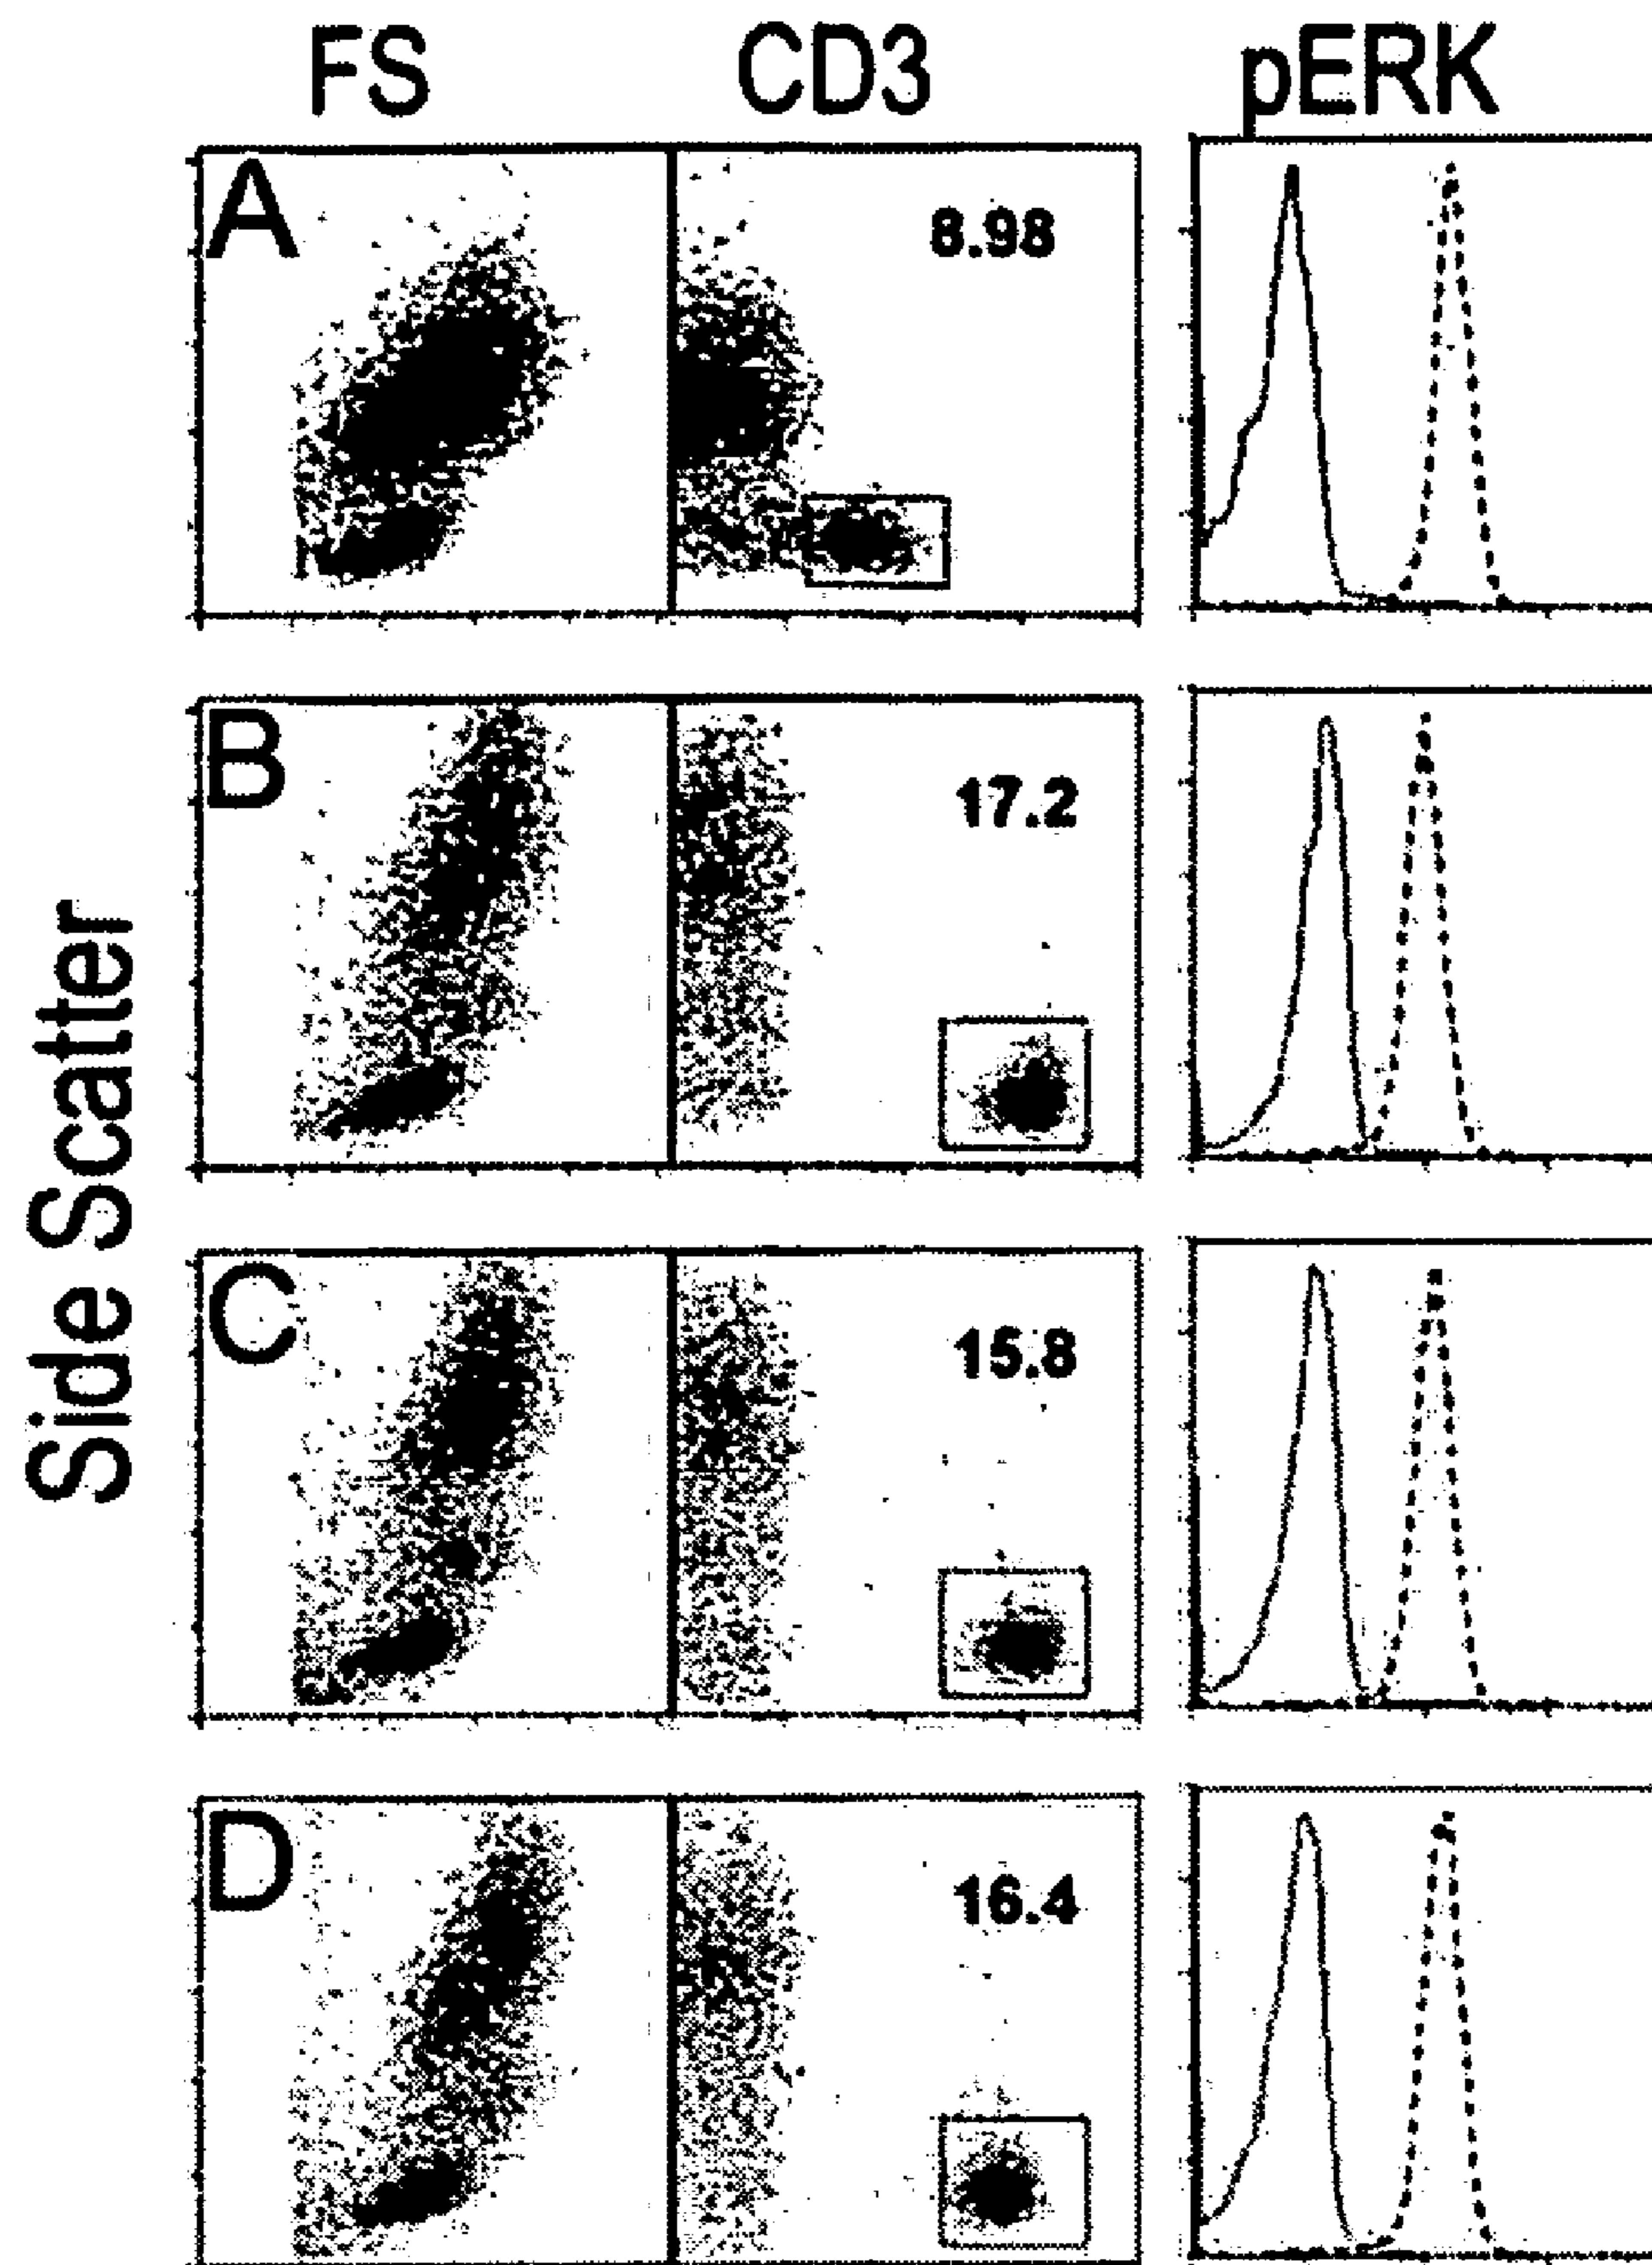 FS CD3 pERK
A 8.98
B 17.2
C 15.8
D 16.4
Side Scatter